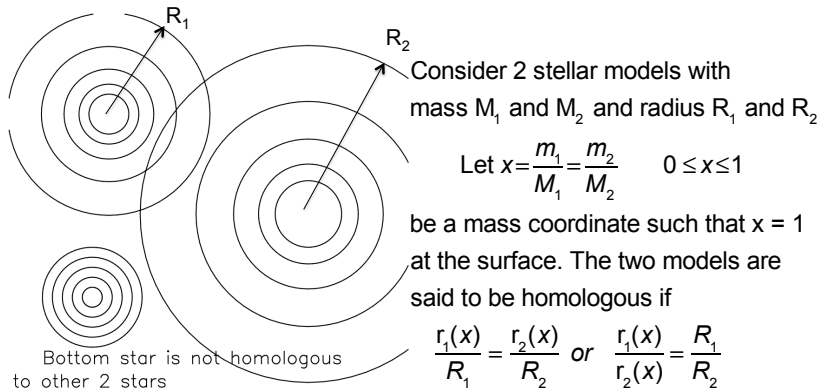 R₁
R₂
Consider 2 stellar models with
mass M₁ and M₂ and radius R₁ and R₂
Let x = m₁/M₁ = m₂/M₂ 0 ≤ x ≤ 1
be a mass coordinate such that x = 1
at the surface. The two models are
said to be homologous if
r₁(x)/R₁ = r₂(x)/R₂ or r₁(x)/r₂(x) = R₁/R₂
Bottom star is not homologous
to other 2 stars